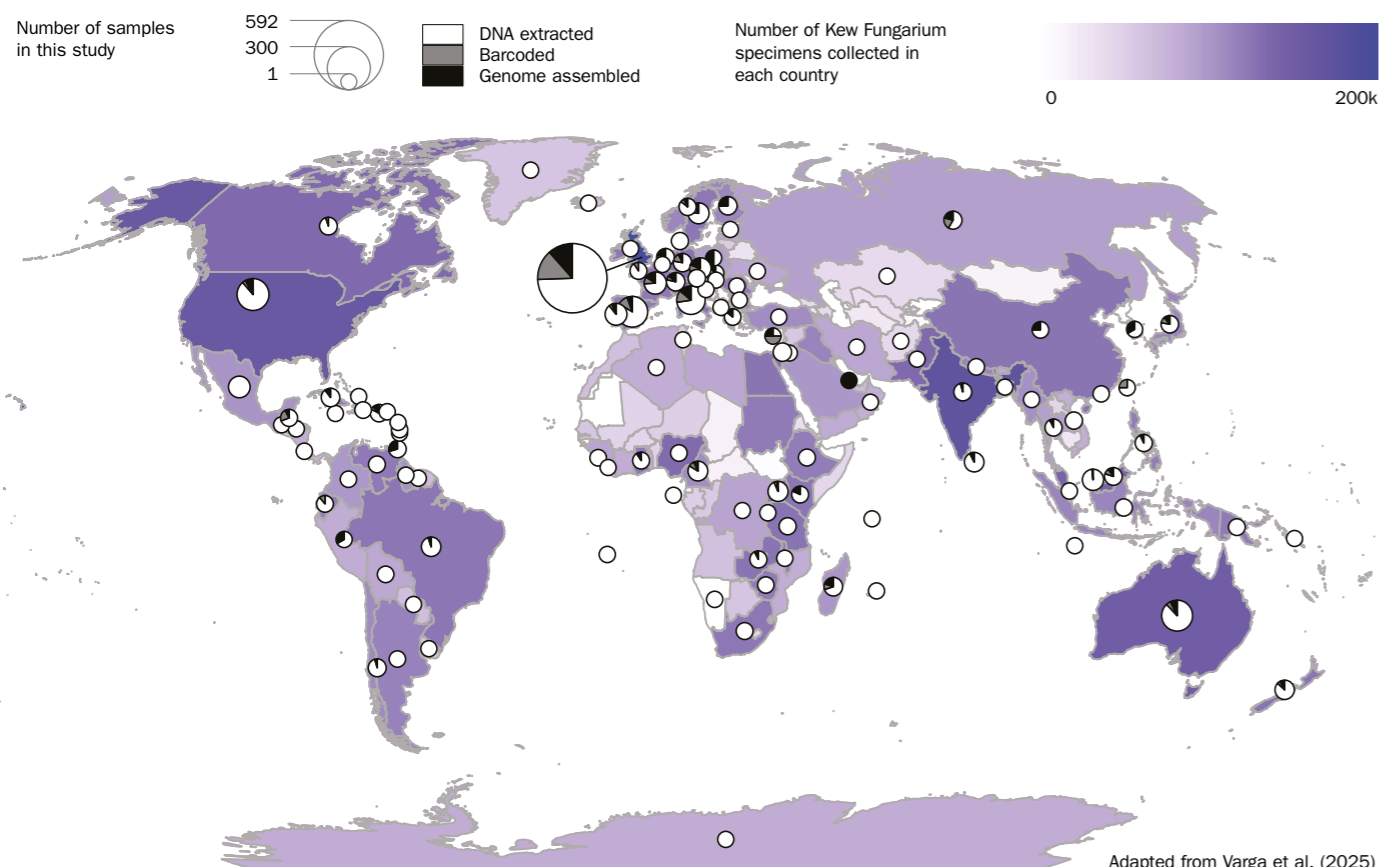 Number of samples
in this study
592
300
1
DNA extracted
Barcoded
Genome assembled
Number of Kew Fungarium
specimens collected in
each country
0
200k
Adapted from Varga et al. (2025)